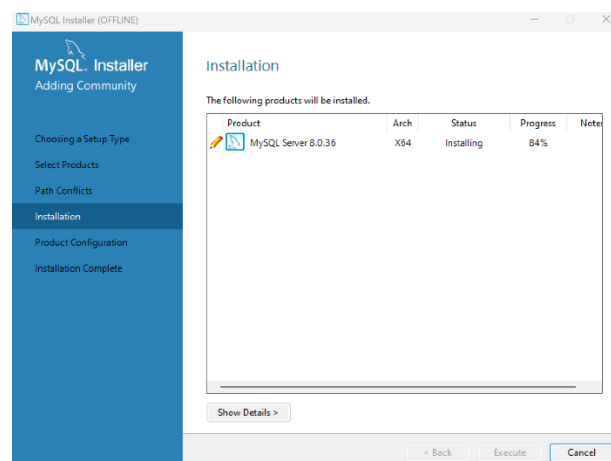 MySQL Installer (OFFLINE)
MySQL. Installer
Adding Community
Choosing a Setup Type
Select Products
Path Conflicts
Installation
Product Configuration
Installation Complete
Installation
The following products will be installed.
Product Arch Status Progress Notes
MySQL Server 8.0.36 X64 Installing 84%
Show Details >
< Back Execute Cancel